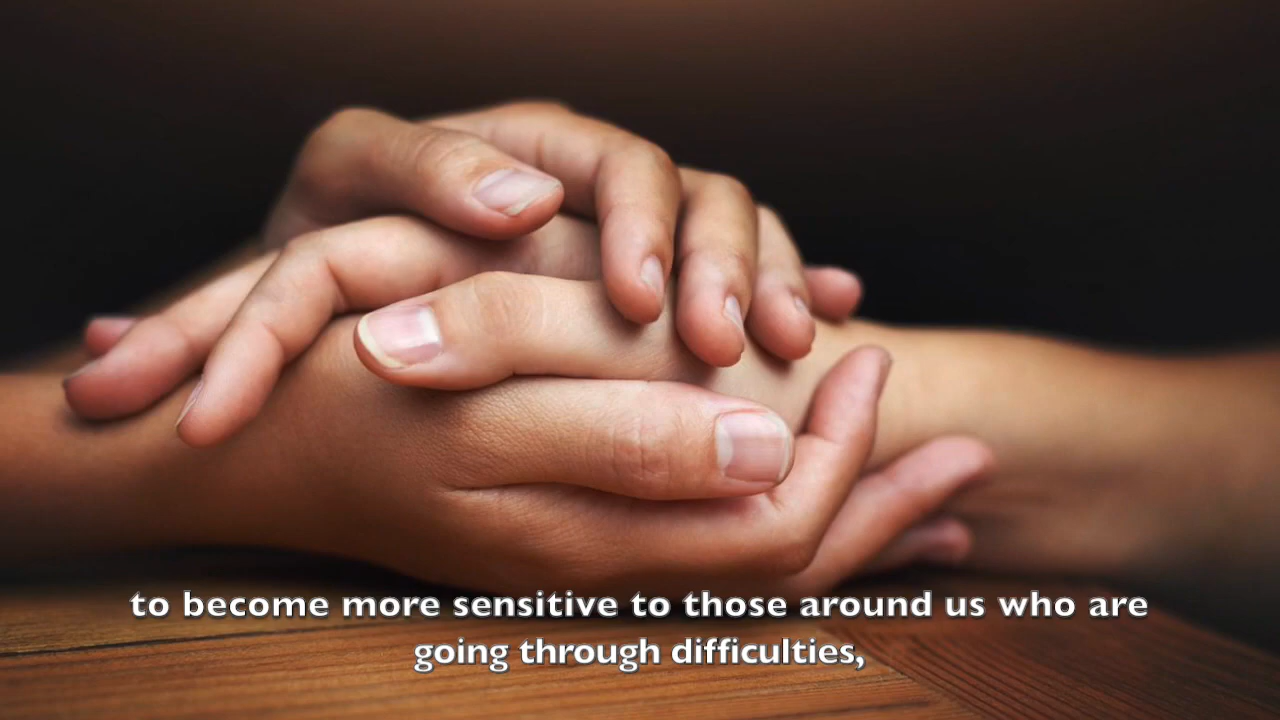 to become more sensitive to those around us who are
going through difficulties,